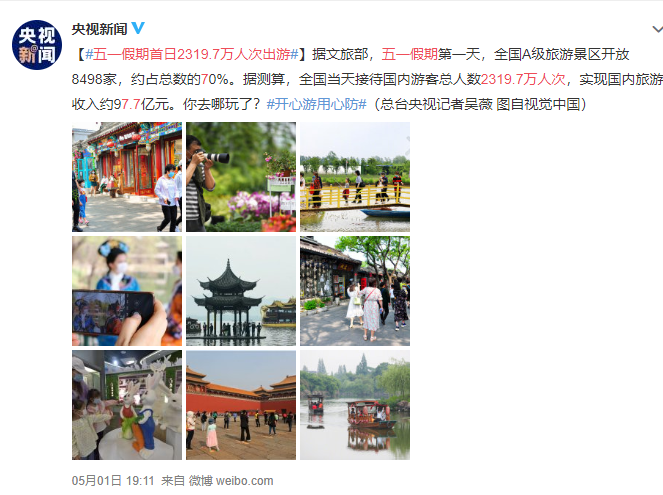 央视新闻
央视新闻
【#五一假期首日2319.7万人次出游#】据文旅部，五一假期第一天，全国A级旅游景区开放
8498家，约占总数的70%。据测算，全国当天接待国内游客总人数2319.7万人次，实现国内旅游
收入约97.7亿元。你去哪玩了？#开心游用心防#（总台央视记者吴薇 图自视觉中国）
05月01日 19:11 来自 微博 weibo.com